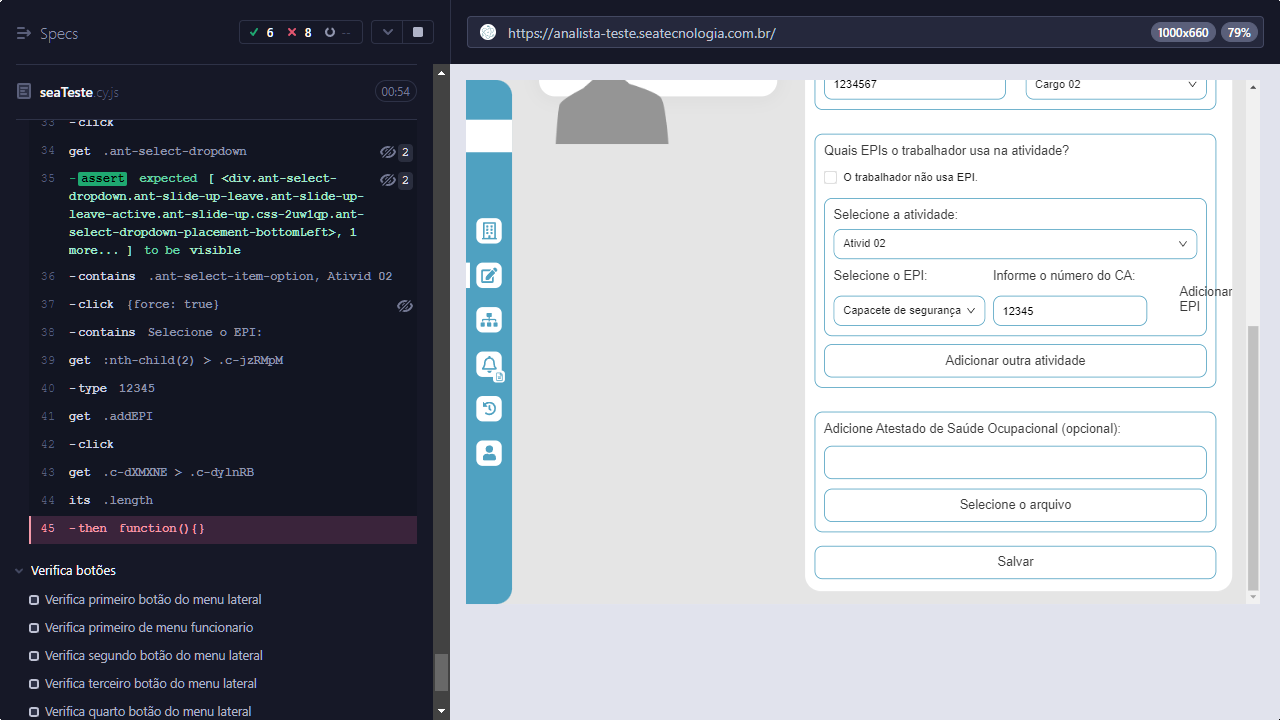 Specs
6 8 --
https://analista-teste.seatecnologia.com.br/
1000x660
79%
seaTeste.cy.js
00:54
33 -click
34 get .ant-select-dropdown 2
35 -assert expected [ <div.ant-select-
dropdown.ant-slide-up-leave.ant-slide-up-
leave-active.ant-slide-up.css-2uw1qp.ant-
select-dropdown-placement-bottomLeft>, 1
more... ] to be visible
2
36 -contains .ant-select-item-option, Ativid 02
37 -click {force: true}
38 -contains Selecione o EPI:
39 get :nth-child(2) > .c-jzRMpM
40 -type 12345
41 get .addEPI
42 -click
43 get .c-dXMXNE > .c-dylnRB
44 its .length
45 -then function(){}
Verifica botões
Verifica primeiro botão do menu lateral
Verifica primeiro de menu funcionario
Verifica segundo botão do menu lateral
Verifica terceiro botão do menu lateral
Verifica quarto botão do menu lateral
1234567
Cargo 02
Quais EPIs o trabalhador usa na atividade?
O trabalhador não usa EPI.
Selecione a atividade:
Ativid 02
Selecione o EPI:
Informe o número do CA:
Capacete de segurança
12345
Adicionar
EPI
Adicionar outra atividade
Adicione Atestado de Saúde Ocupacional (opcional):
Selecione o arquivo
Salvar